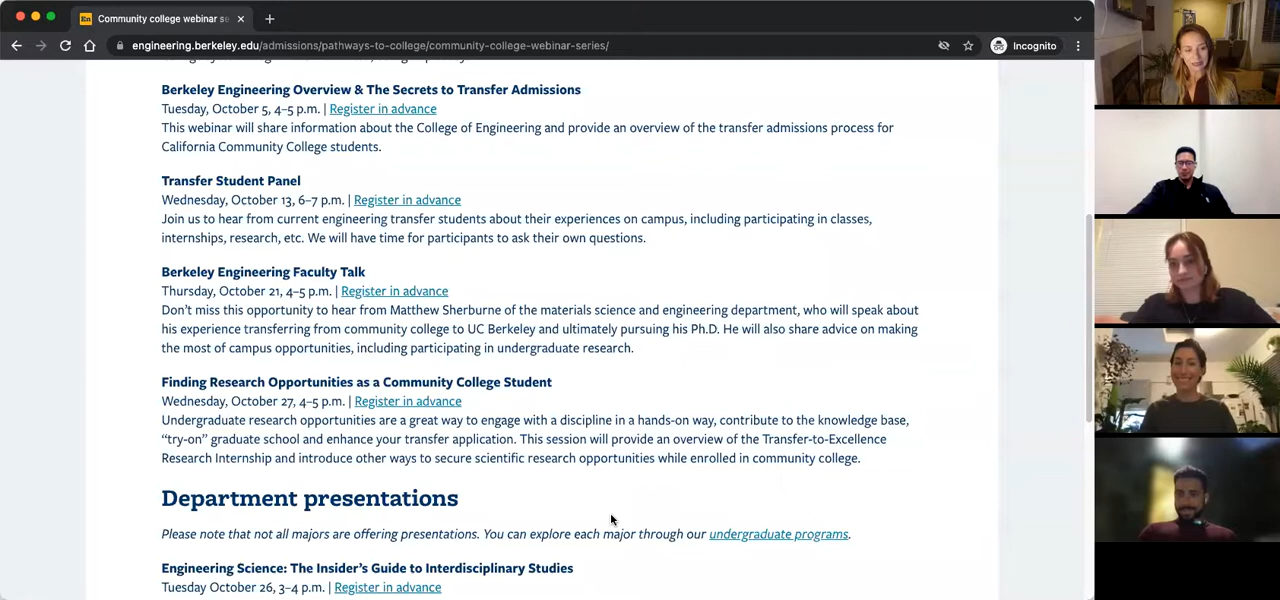 En Community college webinar se
engineering.berkeley.edu/admissions/pathways-to-college/community-college-webinar-series/
Incognito
Berkeley Engineering Overview & The Secrets to Transfer Admissions
Tuesday, October 5, 4–5 p.m. | Register in advance
This webinar will share information about the College of Engineering and provide an overview of the transfer admissions process for
California Community College students.
Transfer Student Panel
Wednesday, October 13, 6–7 p.m. | Register in advance
Join us to hear from current engineering transfer students about their experiences on campus, including participating in classes,
internships, research, etc. We will have time for participants to ask their own questions.
Berkeley Engineering Faculty Talk
Thursday, October 21, 4–5 p.m. | Register in advance
Don't miss this opportunity to hear from Matthew Sherburne of the materials science and engineering department, who will speak about
his experience transferring from community college to UC Berkeley and ultimately pursuing his Ph.D. He will also share advice on making
the most of campus opportunities, including participating in undergraduate research.
Finding Research Opportunities as a Community College Student
Wednesday, October 27, 4–5 p.m. | Register in advance
Undergraduate research opportunities are a great way to engage with a discipline in a hands-on way, contribute to the knowledge base,
“try-on” graduate school and enhance your transfer application. This session will provide an overview of the Transfer-to-Excellence
Research Internship and introduce other ways to secure scientific research opportunities while enrolled in community college.
Department presentations
Please note that not all majors are offering presentations. You can explore each major through our undergraduate programs.
Engineering Science: The Insider's Guide to Interdisciplinary Studies
Tuesday October 26, 3–4 p.m. | Register in advance